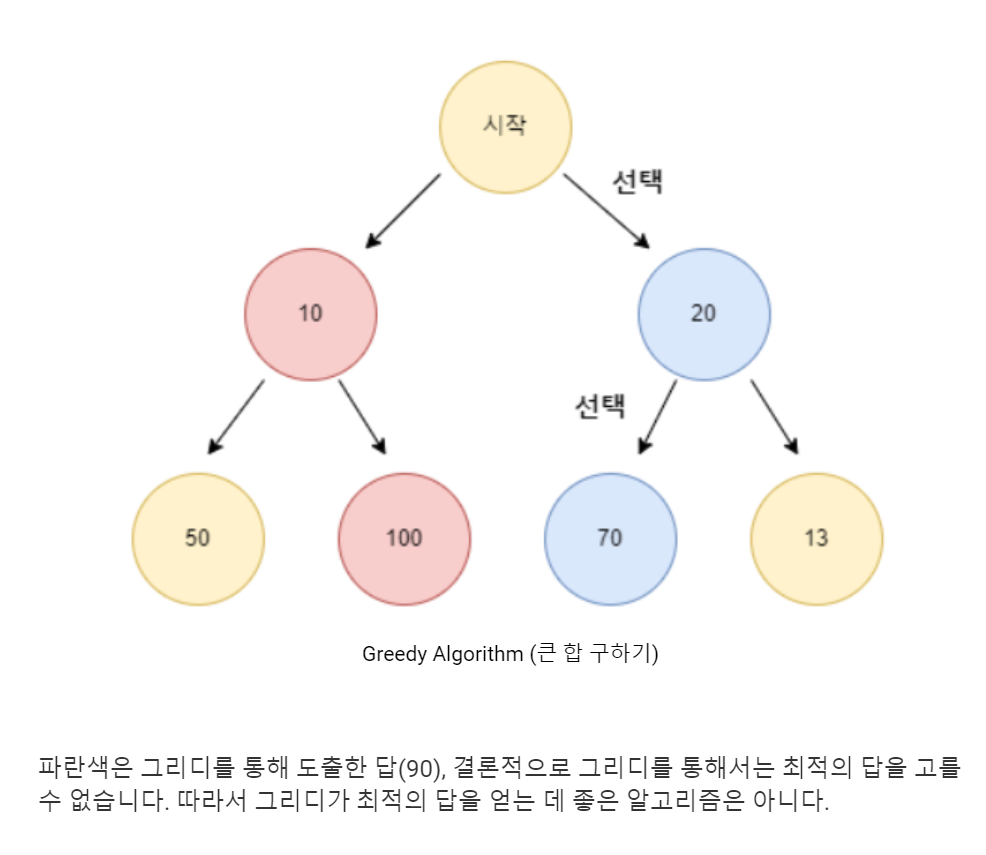 시작
선택
10
20
선택
50
100
70
13
Greedy Algorithm (큰 합 구하기)
파란색은 그리디를 통해 도출한 답(90), 결론적으로 그리디를 통해서는 최적의 답을 고를
수 없습니다. 따라서 그리디가 최적의 답을 얻는 데 좋은 알고리즘은 아니다.